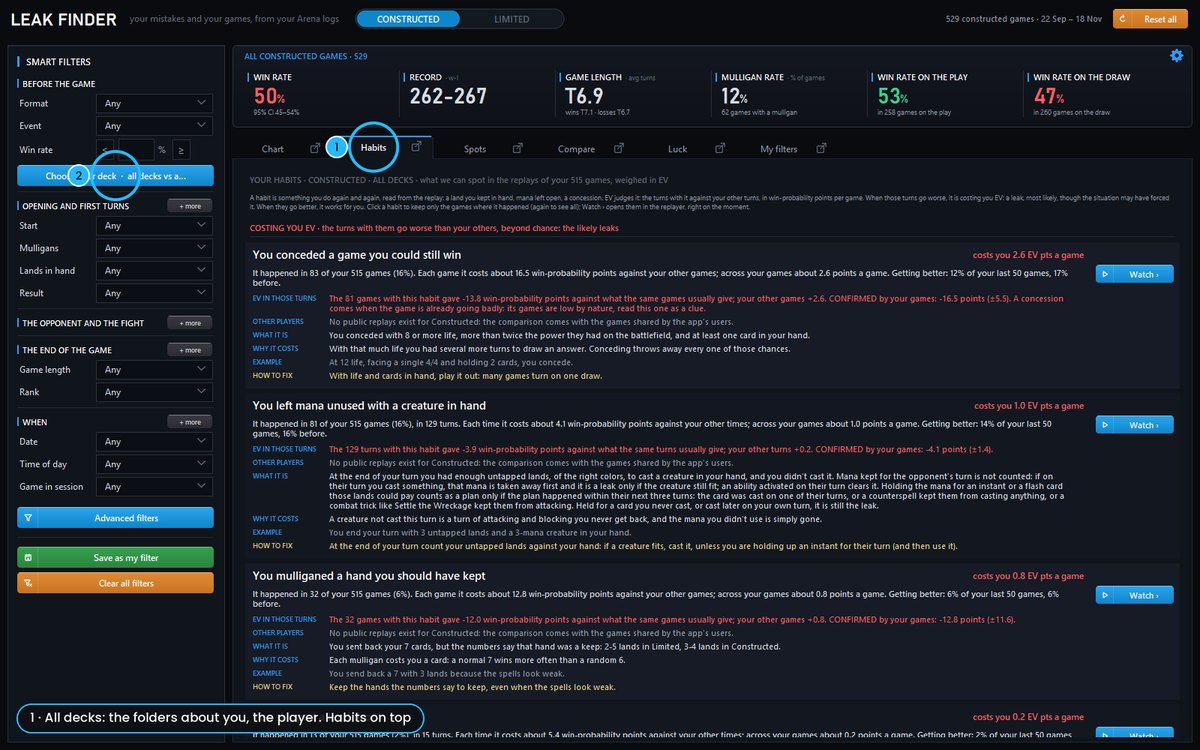 LEAK FINDER
your mistakes and your games, from your Arena logs
CONSTRUCTED
LIMITED
529 constructed games · 22 Sep – 18 Nov
Reset all
SMART FILTERS
BEFORE THE GAME
Format
Any
Event
Any
Win rate
<
%
≥
2
deck · all decks vs a...
OPENING AND FIRST TURNS
+ more
Start
Any
Mulligans
Any
Lands in hand
Any
Result
Any
THE OPPONENT AND THE FIGHT
+ more
THE END OF THE GAME
+ more
Game length
Any
Rank
Any
WHEN
+ more
Date
Any
Time of day
Any
Game in session
Any
Advanced filters
Save as my filter
Clear all filters
ALL CONSTRUCTED GAMES · 529
WIN RATE
50%
95% CI 45–54%
RECORD · w-l
262-267
GAME LENGTH · avg turns
T6.9
wins T7.1 · losses T6.7
MULLIGAN RATE · % of games
12%
62 games with a mulligan
WIN RATE ON THE PLAY
53%
in 258 games on the play
WIN RATE ON THE DRAW
47%
in 260 games on the draw
Chart
1
Habits
Spots
Compare
Luck
My filters
YOUR HABITS · CONSTRUCTED · ALL DECKS · what we can spot in the replays of your 515 games, weighed in EV
A habit is something you do again and again, read from the replay: a land you kept in hand, mana left open, a concession. EV judges it: the turns with it against your other turns, in win-probability points per game. When those turns go worse, it is costing you EV: a leak, most likely, though the situation may have forced
it. When they go better, it works for you. Click a habit to keep only the games where it happened (again to see all); Watch › opens them in the replayer, right on the moment.
COSTING YOU EV · the turns with them go worse than your others, beyond chance: the likely leaks
You conceded a game you could still win
costs you 2.6 EV pts a game
It happened in 83 of your 515 games (16%). Each game it costs about 16.5 win-probability points against your other games; across your games about 2.6 points a game. Getting better: 12% of your last 50 games, 17%
before.
Watch ›
EV IN THOSE TURNS
The 81 games with this habit gave -13.8 win-probability points against what the same games usually give; your other games +2.6. CONFIRMED by your games: -16.5 points (±5.5). A concession
comes when the game is already going badly: its games are low by nature, read this one as a clue.
OTHER PLAYERS
No public replays exist for Constructed: the comparison comes with the games shared by the app's users.
WHAT IT IS
You conceded with 8 or more life, more than twice the power they had on the battlefield, and at least one card in your hand.
WHY IT COSTS
With that much life you had several more turns to draw an answer. Conceding throws away every one of those chances.
EXAMPLE
At 12 life, facing a single 4/4 and holding 2 cards, you concede.
HOW TO FIX
With life and cards in hand, play it out: many games turn on one draw.
You left mana unused with a creature in hand
costs you 1.0 EV pts a game
It happened in 81 of your 515 games (16%), in 129 turns. Each time it costs about 4.1 win-probability points against your other times; across your games about 1.0 points a game. Getting better: 14% of your last 50
games, 16% before.
Watch ›
EV IN THOSE TURNS
The 129 turns with this habit gave -3.9 win-probability points against what the same turns usually give; your other turns +0.2. CONFIRMED by your games: -4.1 points (±1.4).
OTHER PLAYERS
No public replays exist for Constructed: the comparison comes with the games shared by the app's users.
WHAT IT IS
At the end of your turn you had enough untapped lands, of the right colors, to cast a creature in your hand, and you didn't cast it. Mana kept for the opponent's turn is not counted: if on
their turn you cast something, that mana is taken away first and it is a leak only if the creature still fit; an ability activated on their turn clears it. Holding the mana for an instant or a flash card
those lands could pay counts as a plan only if the plan happened within their next three turns: the card was cast on one of their turns, or a counterspell kept them from casting anything, or a
combat trick like Settle the Wreckage kept them from attacking. Held for a card you never cast, or cast later on your own turn, it is still the leak.
WHY IT COSTS
A creature not cast this turn is a turn of attacking and blocking you never get back, and the mana you didn't use is simply gone.
EXAMPLE
You end your turn with 3 untapped lands and a 3-mana creature in your hand.
HOW TO FIX
At the end of your turn count your untapped lands against your hand: if a creature fits, cast it, unless you are holding up an instant for their turn (and then use it).
You mulliganed a hand you should have kept
costs you 0.8 EV pts a game
It happened in 32 of your 515 games (6%). Each game it costs about 12.8 win-probability points against your other games; across your games about 0.8 points a game. Getting better: 6% of your last 50 games, 6%
before.
Watch ›
EV IN THOSE TURNS
The 32 games with this habit gave -12.0 win-probability points against what the same games usually give; your other games +0.8. CONFIRMED by your games: -12.8 points (±11.6).
OTHER PLAYERS
No public replays exist for Constructed: the comparison comes with the games shared by the app's users.
WHAT IT IS
You sent back your 7 cards, but the numbers say that hand was a keep: 2-5 lands in Limited, 3-4 lands in Constructed.
WHY IT COSTS
Each mulligan costs you a card: a normal 7 wins more often than a random 6.
EXAMPLE
You send back a 7 with 3 lands because the spells look weak.
HOW TO FIX
Keep the hands the numbers say to keep, even when the spells look weak.
costs you 0.2 EV pts a game
in 15 turns. Each time it costs about 5.4 win-probability points against your other times; across your games about 0.2 points a game. Getting better: 2% of your last 50 games
Watch ›
1 · All decks: the folders about you, the player. Habits on top